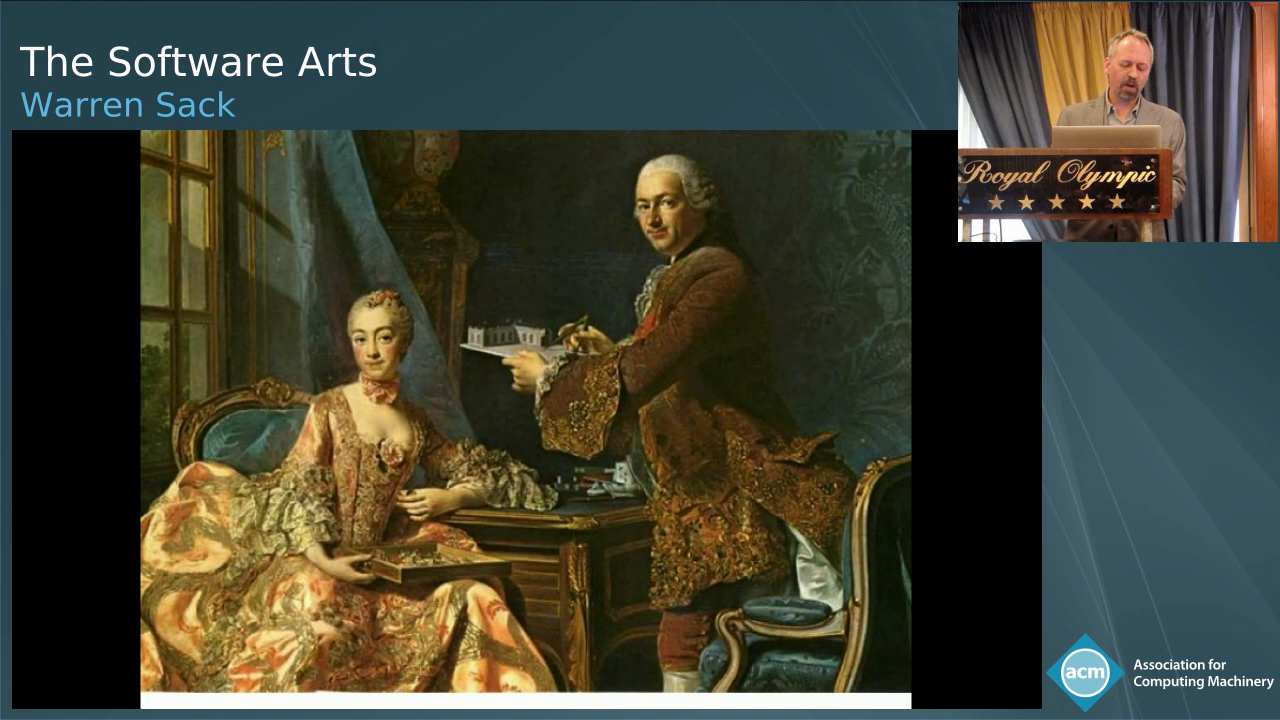 The Software Arts
Warren Sack
Royal Olympic
acm
Association for
Computing Machinery